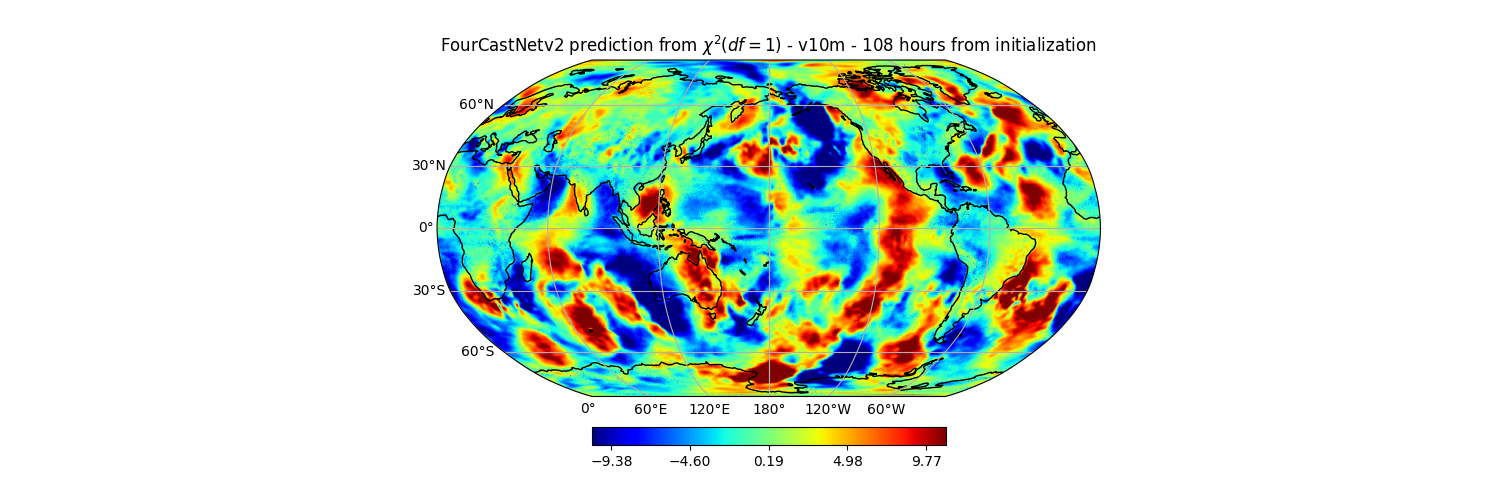 FourCastNetv2 prediction from χ²(df = 1) - v10m - 108 hours from initialization
60°N
30°N
0°
30°S
60°S
0° 60°E 120°E 180° 120°W 60°W
−9.38 −4.60 0.19 4.98 9.77